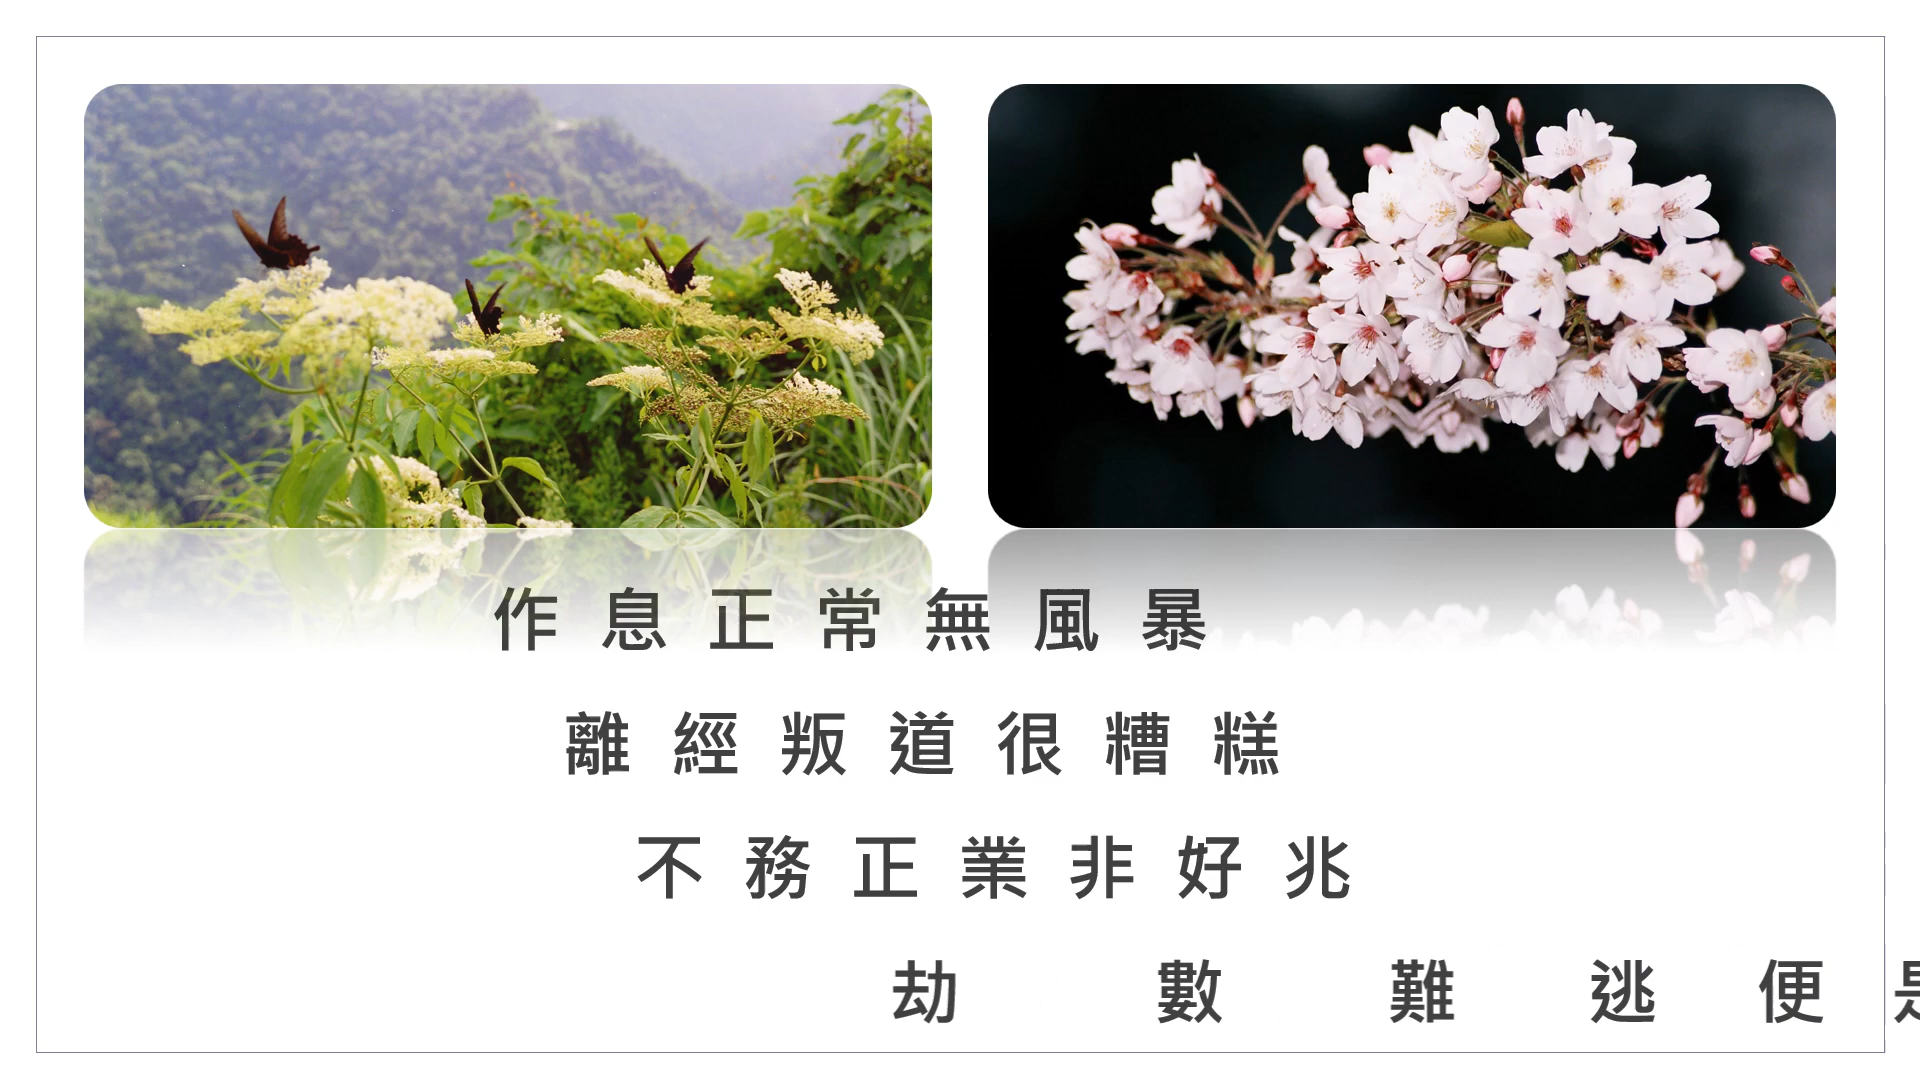 作息正常無風暴
離經叛道很糟糕
不務正業非好兆
劫數難逃便